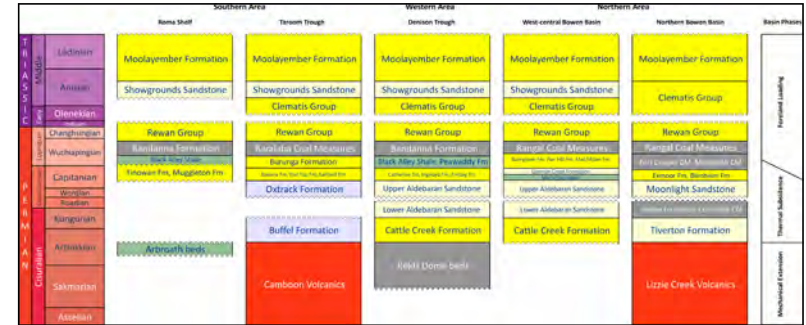 Southern Area
Western Area
Northern Area
Roma Shelf
Taroom Trough
Denison Trough
West-central Bowen Basin
Northern Bowen Basin
Basin Phases
TRIASSIC
Middle
Ladinian
Moolayember Formation
Moolayember Formation
Moolayember Formation
Moolayember Formation
Moolayember Formation
Foreland Loading
Anisian
Showgrounds Sandstone
Showgrounds Sandstone
Showgrounds Sandstone
Showgrounds Sandstone
Clematis Group
Clematis Group
Clematis Group
Clematis Group
Olenekian
PERMIAN
Changhsingian
Rewan Group
Rewan Group
Rewan Group
Rewan Group
Rewan Group
Wuchiapingian
Bandanna Formation
Baralaba Coal Measures
Bandanna Formation
Rangal Coal Measures
Rangal Coal Measures
Black Alley Shale
Burunga Formation
Black Alley Shale, Peawaddy Fm
Capitanian
Tinowan Fm, Muggleton Fm
Wordian
Oxtrack Formation
Upper Aldebaran Sandstone
Upper Aldebaran Sandstone
Moonlight Sandstone
Thermal Subsidence
Roadian
Cisuralian
Kungurian
Lower Aldebaran Sandstone
Lower Aldebaran Sandstone
Buffel Formation
Cattle Creek Formation
Cattle Creek Formation
Tiverton Formation
Artinskian
Arbroath beds
Reids Dome beds
Mechanical Extension
Sakmarian
Camboon Volcanics
Lizzie Creek Volcanics
Asselian